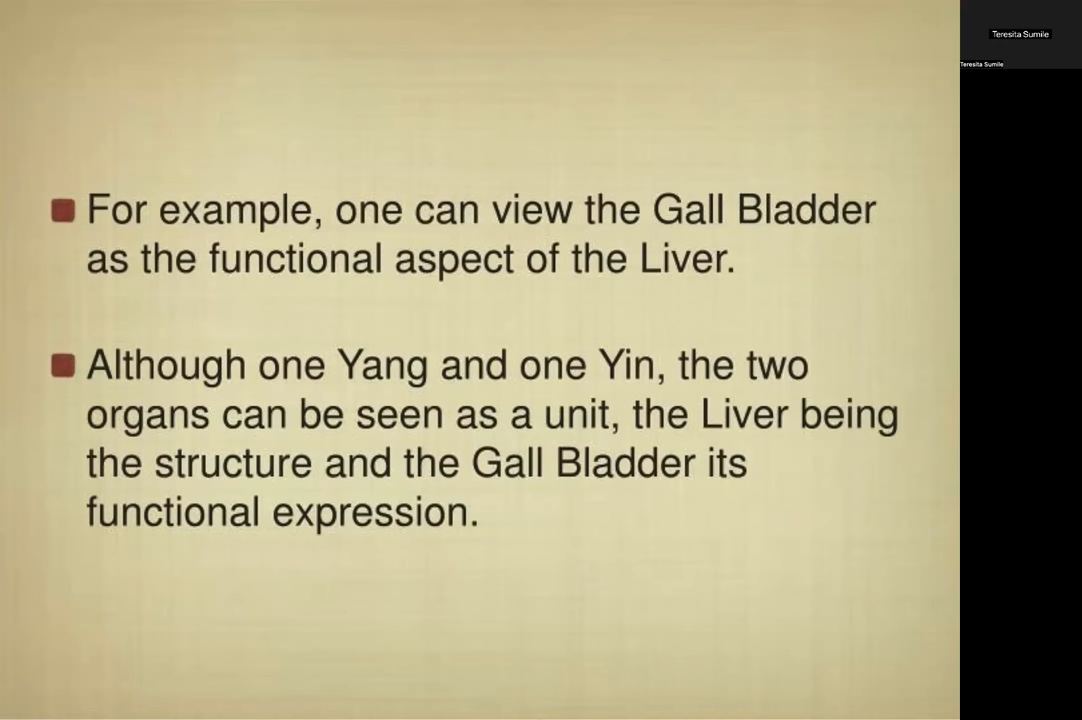 For example, one can view the Gall Bladder
as the functional aspect of the Liver.
Although one Yang and one Yin, the two
organs can be seen as a unit, the Liver being
the structure and the Gall Bladder its
functional expression.
Teresita Sumile
Teresita Sumile